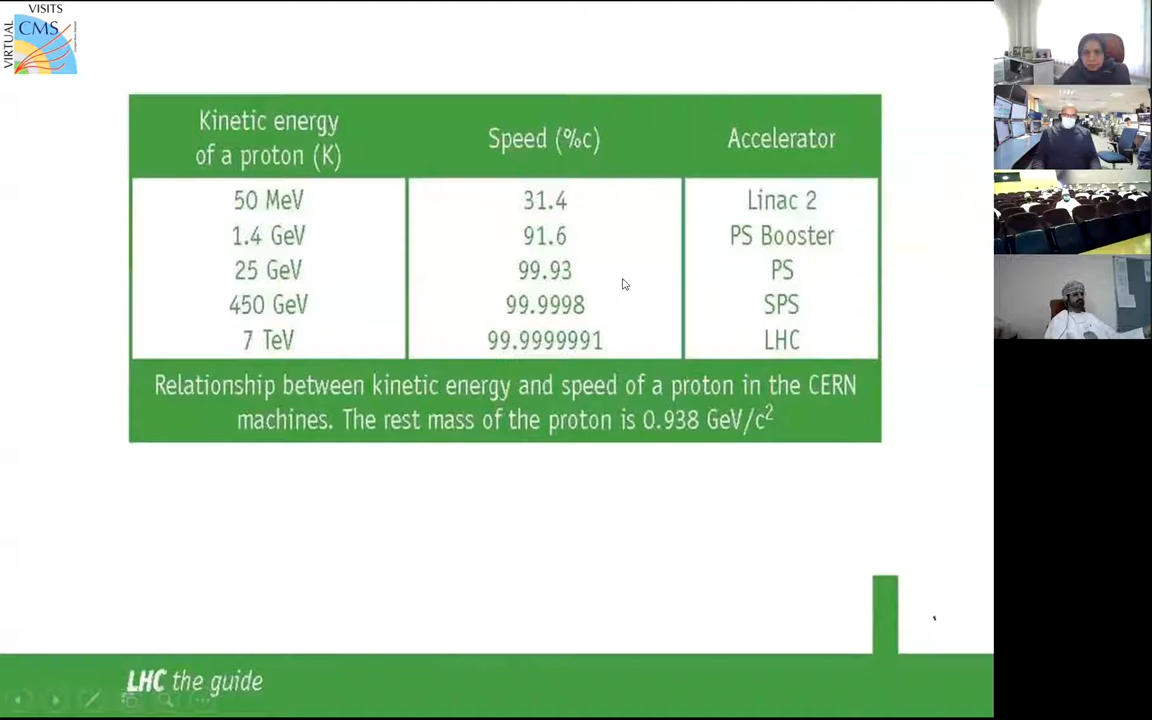 VISITS
VIRTUAL
CMS
Kinetic energy
of a proton (K)
Speed (%c)
Accelerator
50 MeV
31.4
Linac 2
1.4 GeV
91.6
PS Booster
25 GeV
99.93
PS
450 GeV
99.9998
SPS
7 TeV
99.9999991
LHC
Relationship between kinetic energy and speed of a proton in the CERN
machines. The rest mass of the proton is 0.938 GeV/c²
LHC the guide